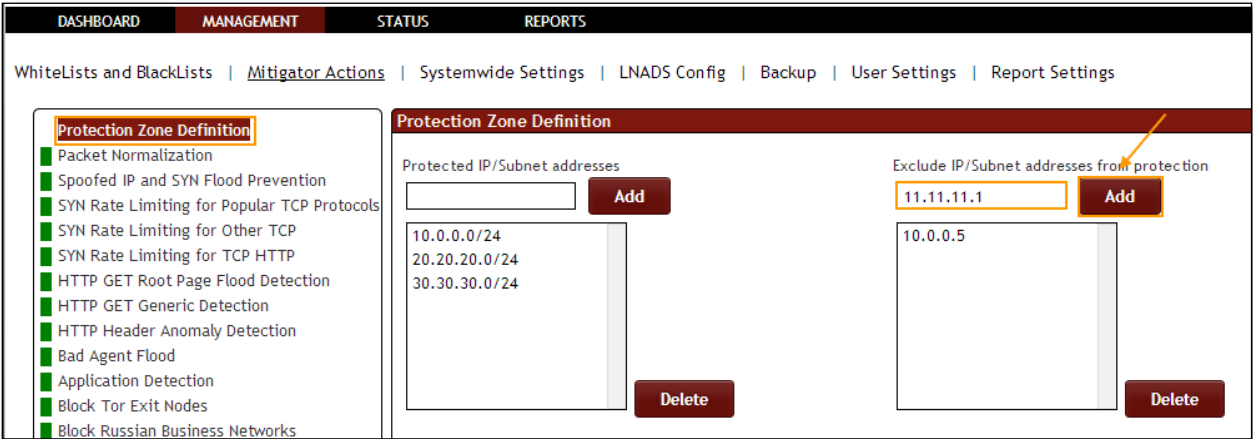 DASHBOARD MANAGEMENT STATUS REPORTS
WhiteLists and BlackLists | Mitigator Actions | Systemwide Settings | LNADS Config | Backup | User Settings | Report Settings
Protection Zone Definition
Packet Normalization
Spoofed IP and SYN Flood Prevention
SYN Rate Limiting for Popular TCP Protocols
SYN Rate Limiting for Other TCP
SYN Rate Limiting for TCP HTTP
HTTP GET Root Page Flood Detection
HTTP GET Generic Detection
HTTP Header Anomaly Detection
Bad Agent Flood
Application Detection
Block Tor Exit Nodes
Block Russian Business Networks
Protection Zone Definition
Protected IP/Subnet addresses
Add
10.0.0.0/24
20.20.20.0/24
30.30.30.0/24
Delete
Exclude IP/Subnet addresses from protection
11.11.11.1 Add
10.0.0.5
Delete